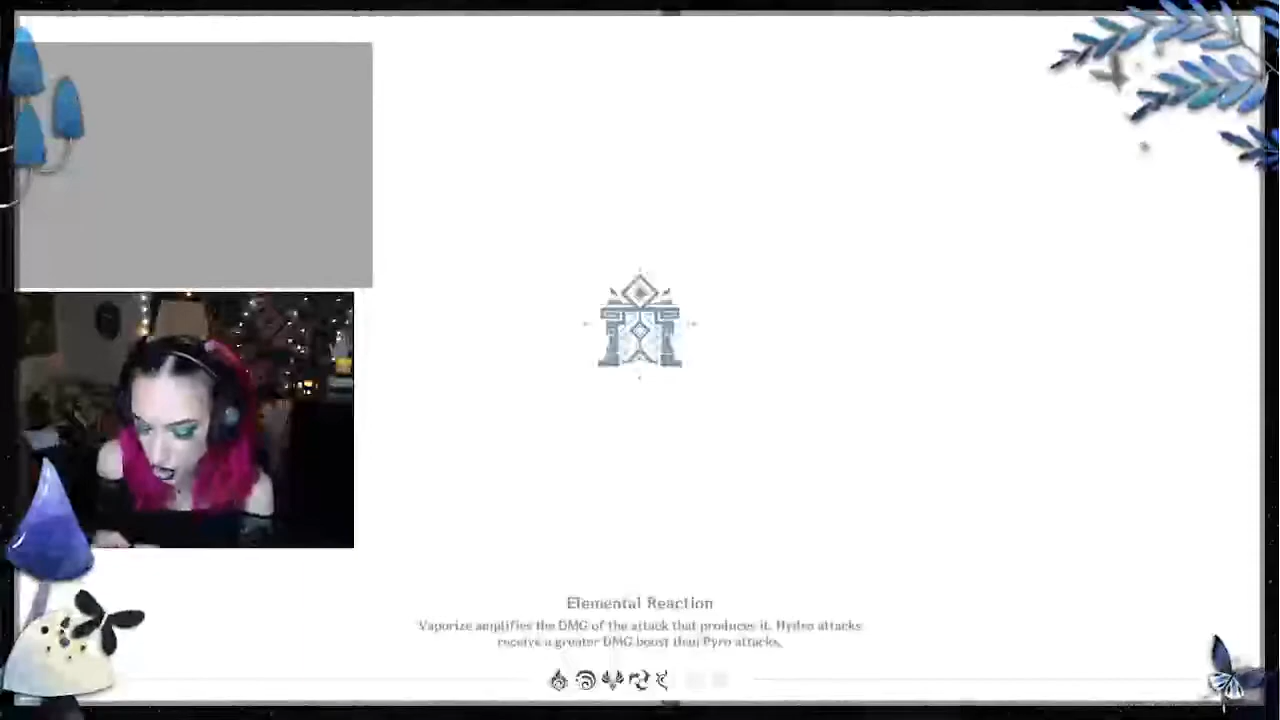 Elemental Reaction
Vaporize amplifies the DMG of the attack that produces it. Hydro attacks
receive a greater DMG boost than Pyro attacks.